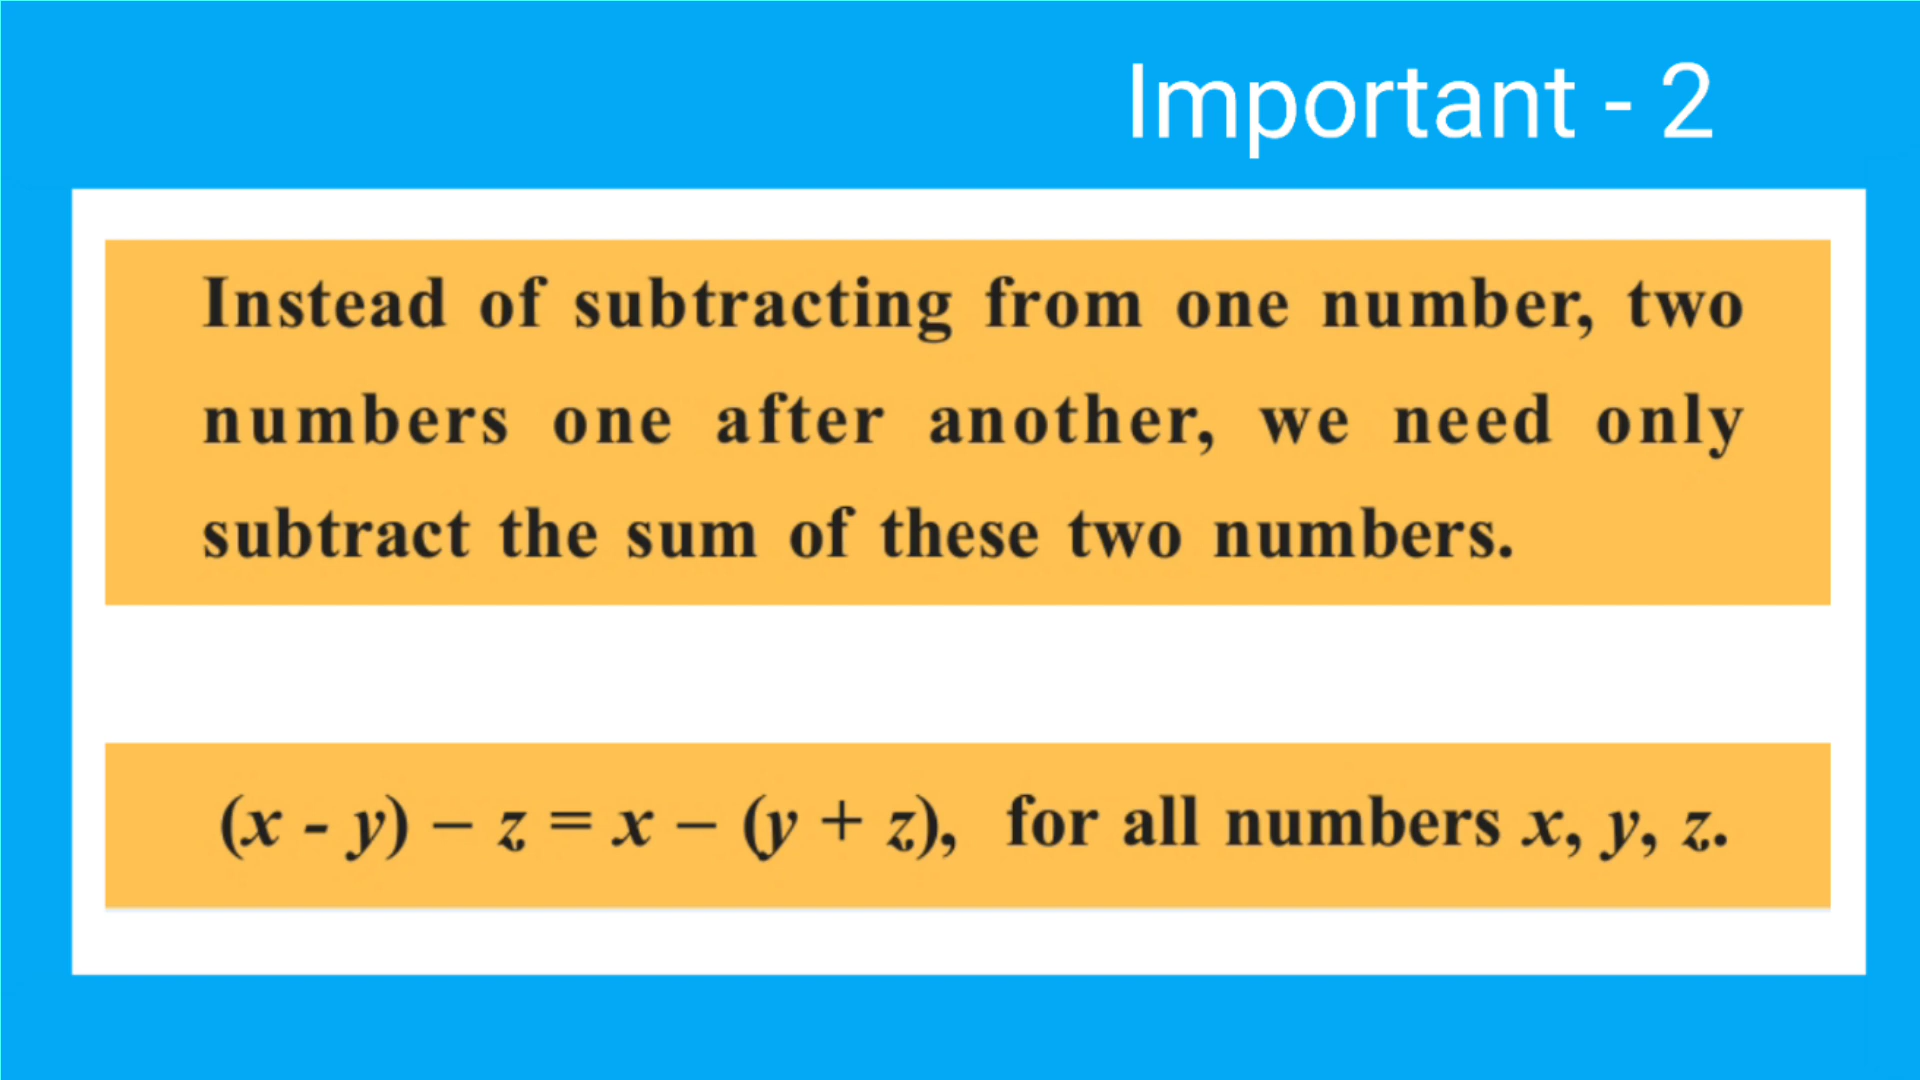 Important - 2
Instead of subtracting from one number, two
numbers one after another, we need only
subtract the sum of these two numbers.
(x - y) – z = x – (y + z), for all numbers x, y, z.